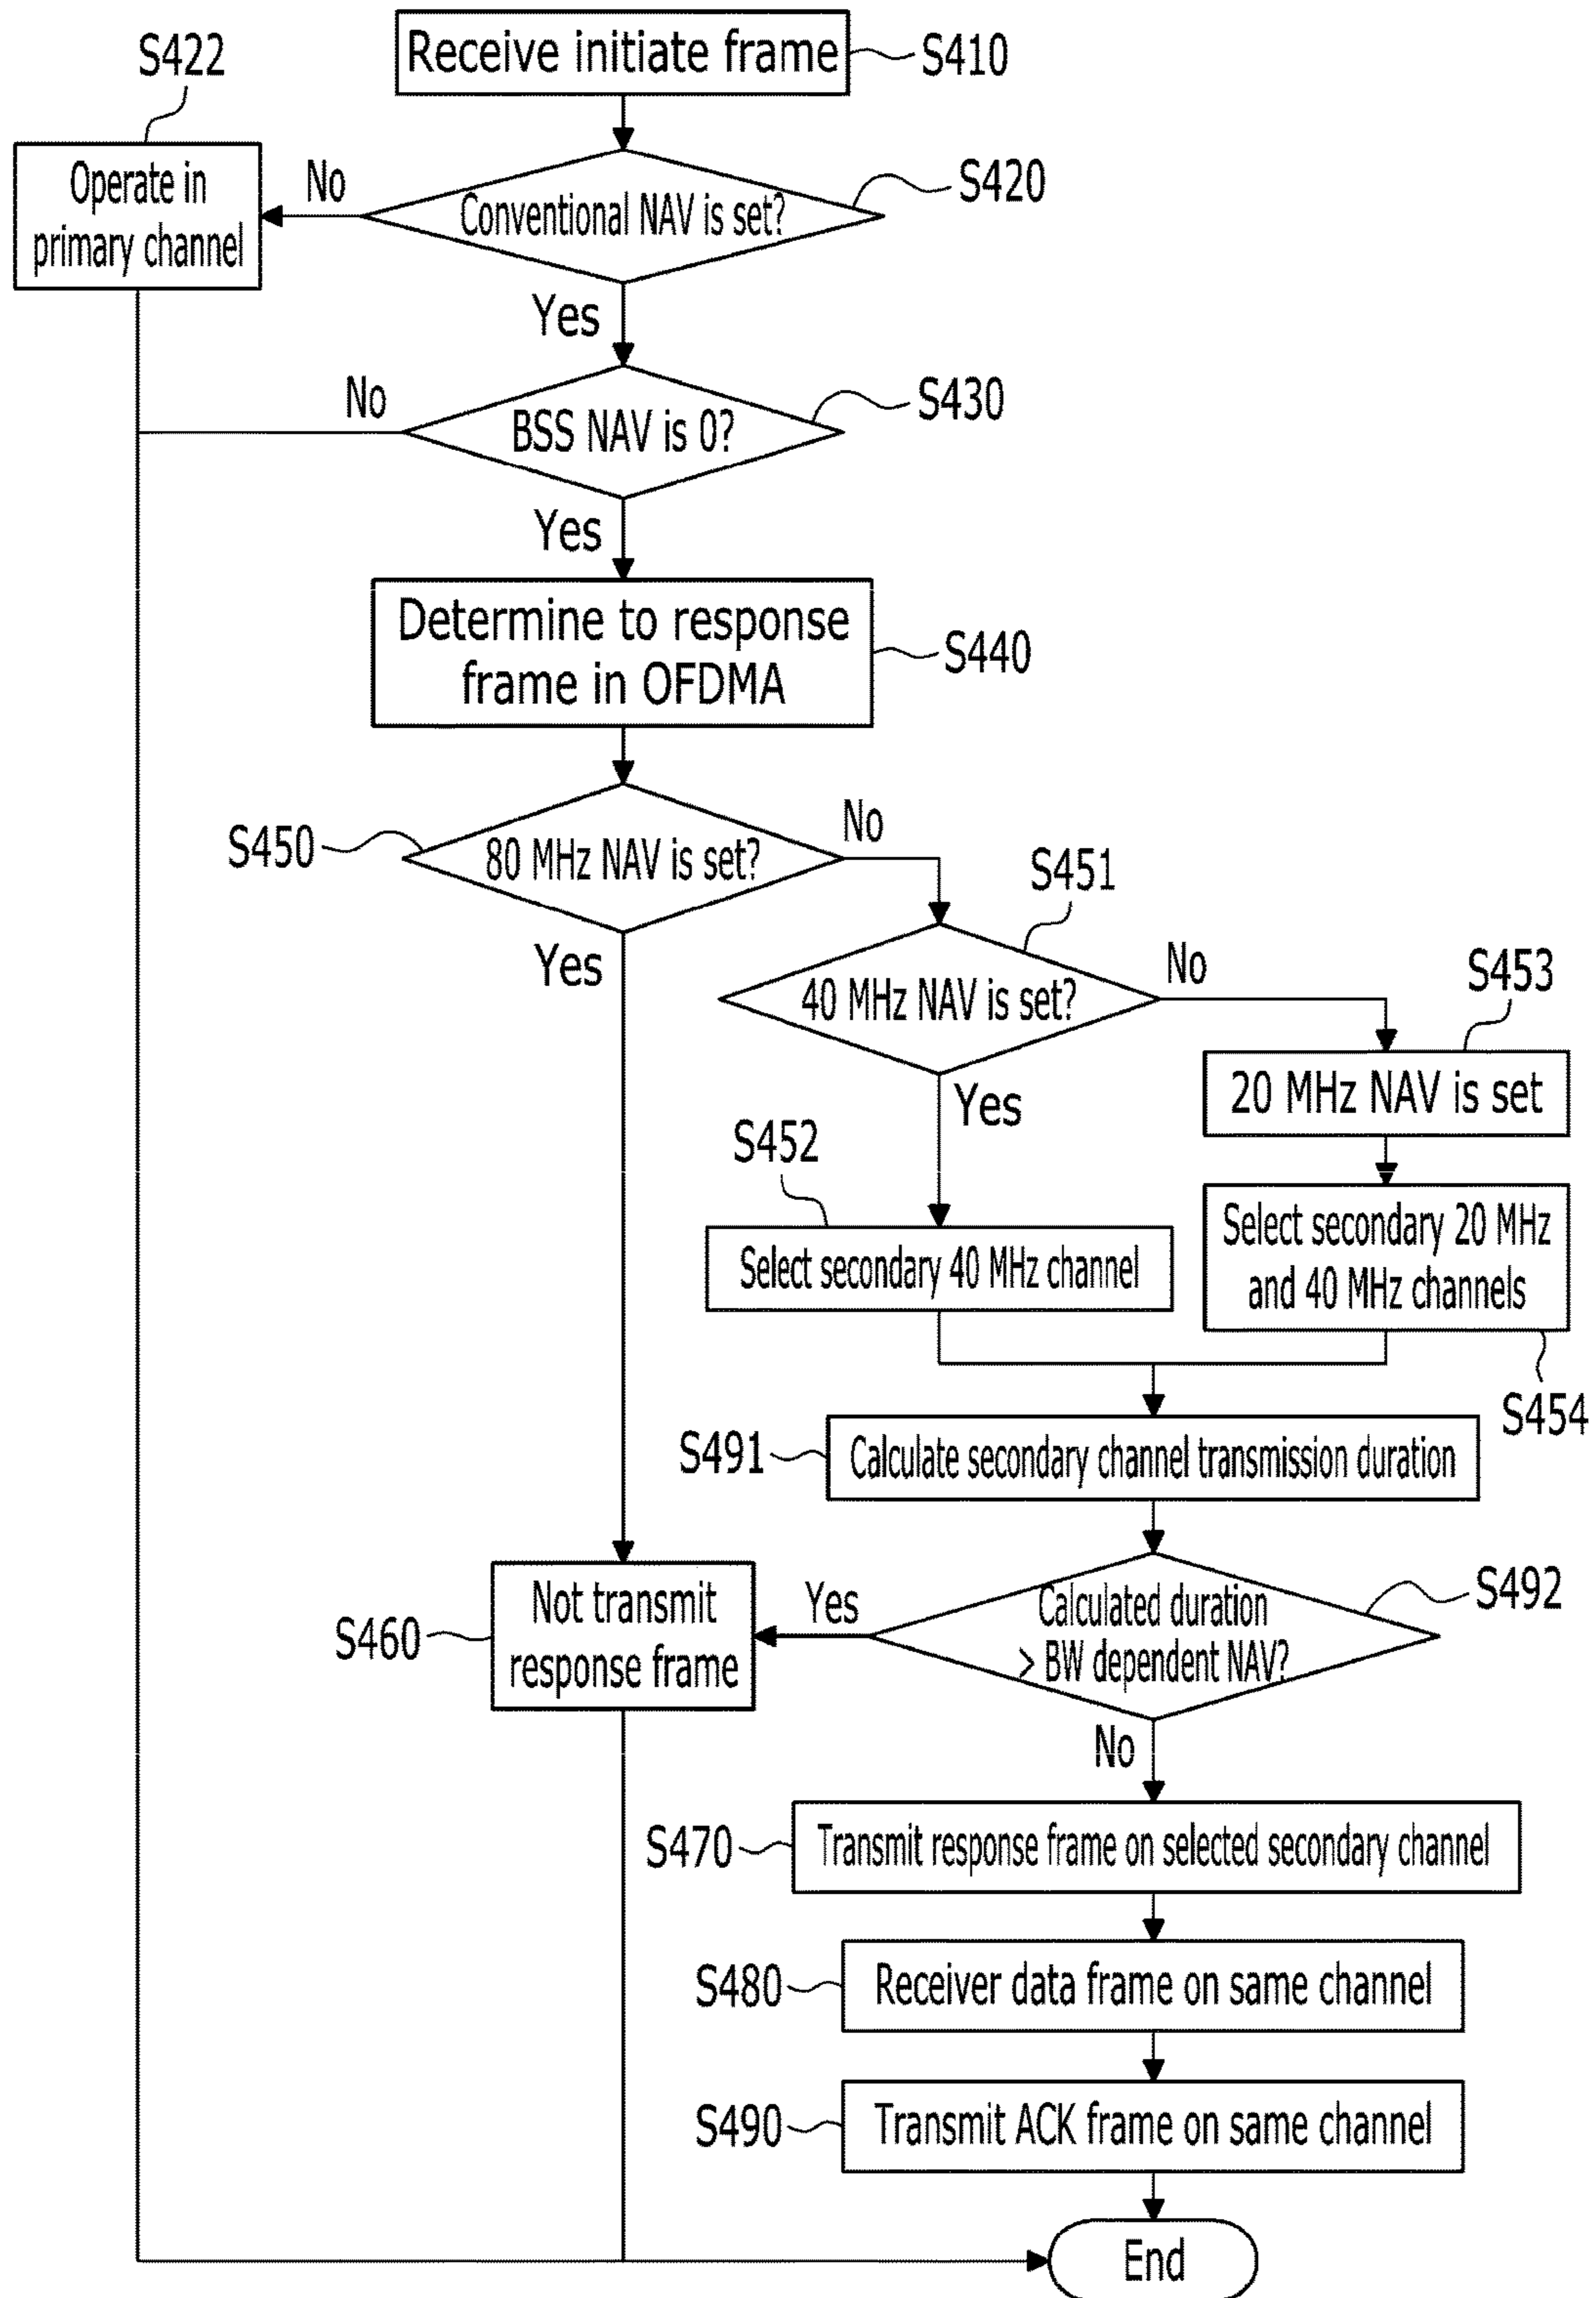 Receive initiate frame
S410
S422
Operate in
primary channel
No
Conventional NAV is set?
S420
Yes
No
BSS NAV is 0?
S430
Yes
Determine to response
frame in OFDMA
S440
S450
80 MHz NAV is set?
No
Yes
S451
40 MHz NAV is set?
No
Yes
S453
20 MHz NAV is set
S452
Select secondary 40 MHz channel
Select secondary 20 MHz
and 40 MHz channels
S454
S491
Calculate secondary channel transmission duration
S460
Not transmit
response frame
Yes
Calculated duration
> BW dependent NAV?
S492
No
S470
Transmit response frame on selected secondary channel
S480
Receiver data frame on same channel
S490
Transmit ACK frame on same channel
End